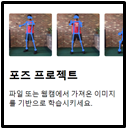 포즈 프로젝트
파일 또는 웹캠에서 가져온 이미지
를 기반으로 학습시키세요.